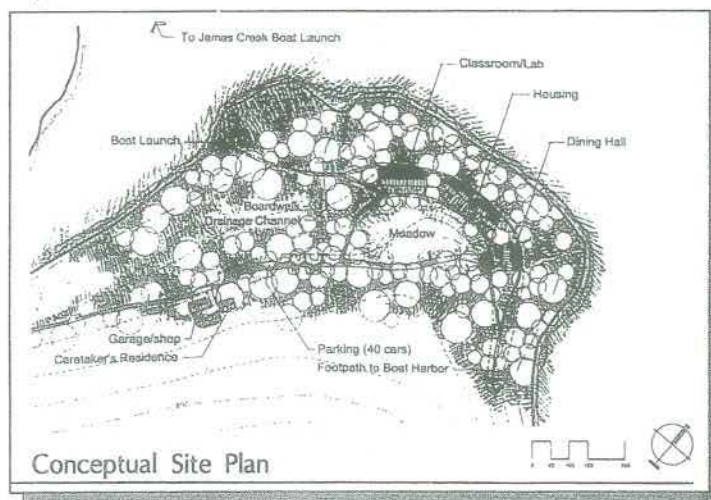 To James Creek Boat Launch
Classroom/Lab
Housing
Dining Hall
Boat Launch
Boardwalk
Drainage Channel
Meadow
Garage/shop
Caretaker's Residence
Parking (40 cars)
Footpath to Boat Harbor
Conceptual Site Plan